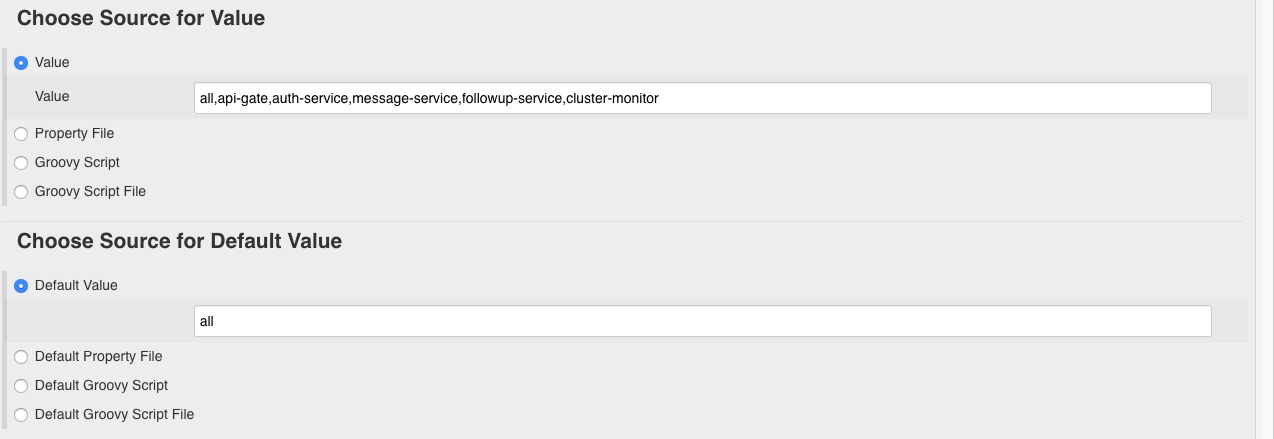 Choose Source for Value
Value
Value all,api-gate,auth-service,message-service,followup-service,cluster-monitor
Property File
Groovy Script
Groovy Script File
Choose Source for Default Value
Default Value
all
Default Property File
Default Groovy Script
Default Groovy Script File